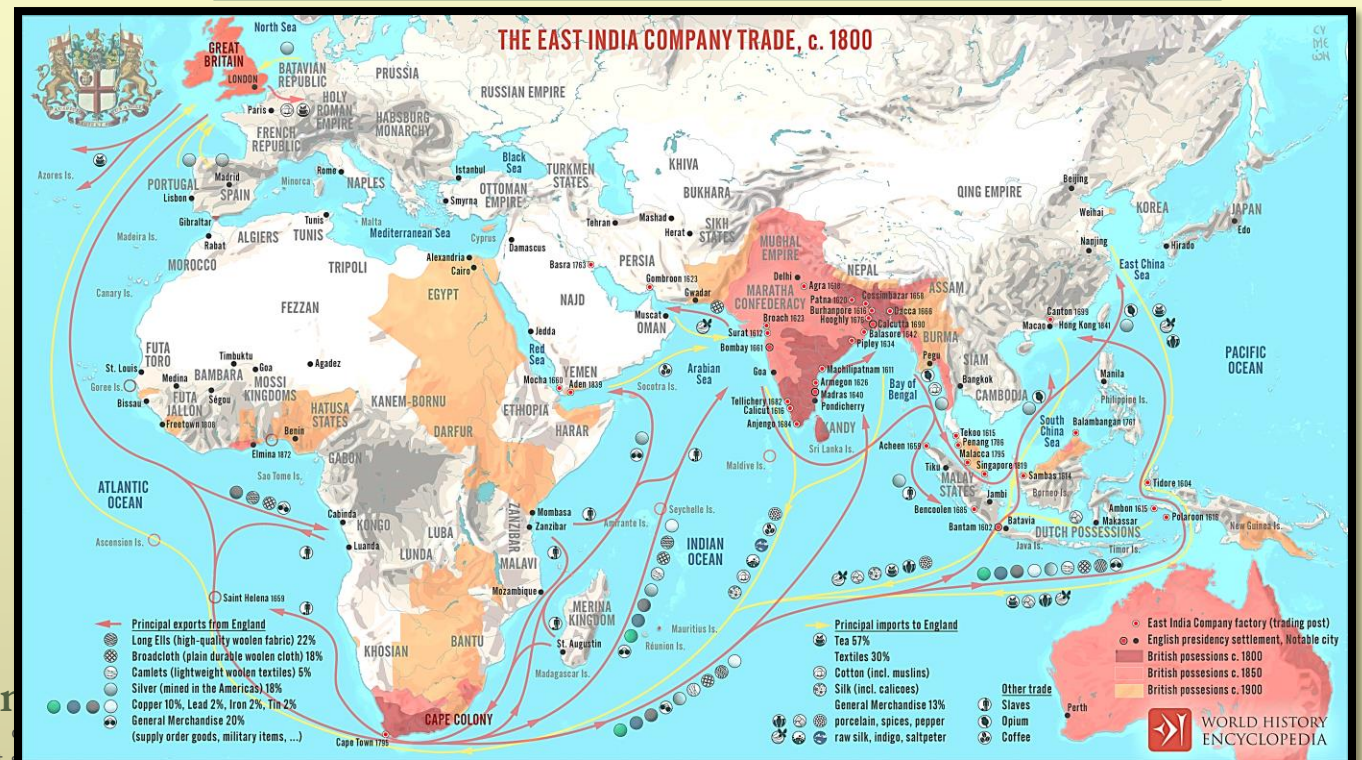 THE EAST INDIA COMPANY TRADE, c. 1800
North Sea
GREAT
BRITAIN
LONDON
BATAVIAN
REPUBLIC
PRUSSIA
RUSSIAN EMPIRE
Paris
HOLY
ROMAN
EMPIRE
HABSBURG
MONARCHY
FRENCH
REPUBLIC
Azores Is.
PORTUGAL
Lisbon
Madrid
SPAIN
Minorca
Rome
NAPLES
Istanbul
Black
Sea
TURKMEN
STATES
KHIVA
BUKHARA
QING EMPIRE
Beijing
Weihai
KOREA
JAPAN
Edo
Hirado
Nanjing
East China
Sea
Gibraltar
Rabat
ALGIERS
Tunis
TUNIS
Malta
Mediterranean Sea
Smyrna
OTTOMAN
EMPIRE
Cyprus
Tehran
Mashad
Herat
SIKH
STATES
Madeira Is.
MOROCCO
TRIPOLI
Alexandria
Cairo
EGYPT
Damascus
Basra 1763
PERSIA
Gombroon 1623
Gwadar
Canary Is.
FEZZAN
NAJD
Muscat
OMAN
MUGHAL
EMPIRE
Delhi
Agra 1618
MARATHA
CONFEDERACY
NEPAL
ASSAM
Patna 1620
Cossimbazar 1658
Burhanpore 1616
Dacca 1666
Hooghly 1676
Calcutta 1690
Balasore 1642
Pipley 1634
Broach 1623
Surat 1612
Bombay 1661
BURMA
Pegu
SIAM
Bangkok
CAMBODIA
Canton 1699
Macao
Hong Kong 1841
Manila
Philippine Is.
PACIFIC
OCEAN
Jedda
Red
Sea
YEMEN
Mocha 1660
Aden 1839
Socotra Is.
Arabian
Sea
Goa
Machilipatnam 1611
Armegon 1626
Madras 1640
Pondicherry
Bay of
Bengal
Tellichery 1682
Calicut 1616
Anjengo 1684
KANDY
Sri Lanka Is.
Maldive Is.
FUTA
TORO
St. Louis
Goree Is.
Medina
Bissau
FUTA
JALLON
BAMBARA
Ségou
Timbuktu
Goa
MOSSI
KINGDOMS
Agadez
Freetown 1808
HATUSA
STATES
Benin
Elmina 1872
KANEM-BORNU
DARFUR
ETHIOPIA
HARAR
Sao Tome Is.
GABON
South
China
Sea
Balambangan 1761
Tekoo 1615
Penang 1786
Malacca 1795
Singapore 1819
Acheen 1659
Tiku
MALAY
STATES
Sambas 1614
Borneo Is.
Jambi
Bencoolen 1685
Bantam 1602
Batavia
Makassar
Tidore 1604
Ambon 1615
Polaroon 1616
New Guinea Is.
DUTCH POSSESSIONS
Java Is.
Timor Is.
ATLANTIC
OCEAN
Ascension Is.
Saint Helena 1659
Cabinda
KONGO
Luanda
LUBA
LUNDA
Mombasa
Zanzibar
ZANZIBAR
MALAVI
Mozambique
Amirante Is.
Seychelle Is.
INDIAN
OCEAN
MERINA
KINGDOM
St. Augustin
Madagascar Is.
Mauritius Is.
Réunion Is.
KHOSIAN
BANTU
CAPE COLONY
Cape Town 1795
Principal exports from England
Long Ells (high-quality woolen fabric) 22%
Broadcloth (plain durable woolen cloth) 18%
Camlets (lightweight woolen textiles) 5%
Silver (mined in the Americas) 18%
Copper 10%, Lead 2%, Iron 2%, Tin 2%
General Merchandise 20%
(supply order goods, military items, ...)
Principal imports to England
Tea 57%
Textiles 30%
Cotton (incl. muslins)
Silk (incl. calicoes)
General Merchandise 13%
porcelain, spices, pepper
raw silk, indigo, saltpeter
Other trade
Slaves
Opium
Coffee
East India Company factory (trading post)
English presidency settlement, Notable city
British posessions c. 1800
British possesions c. 1850
British possesions c. 1900
Perth
WORLD HISTORY
ENCYCLOPEDIA